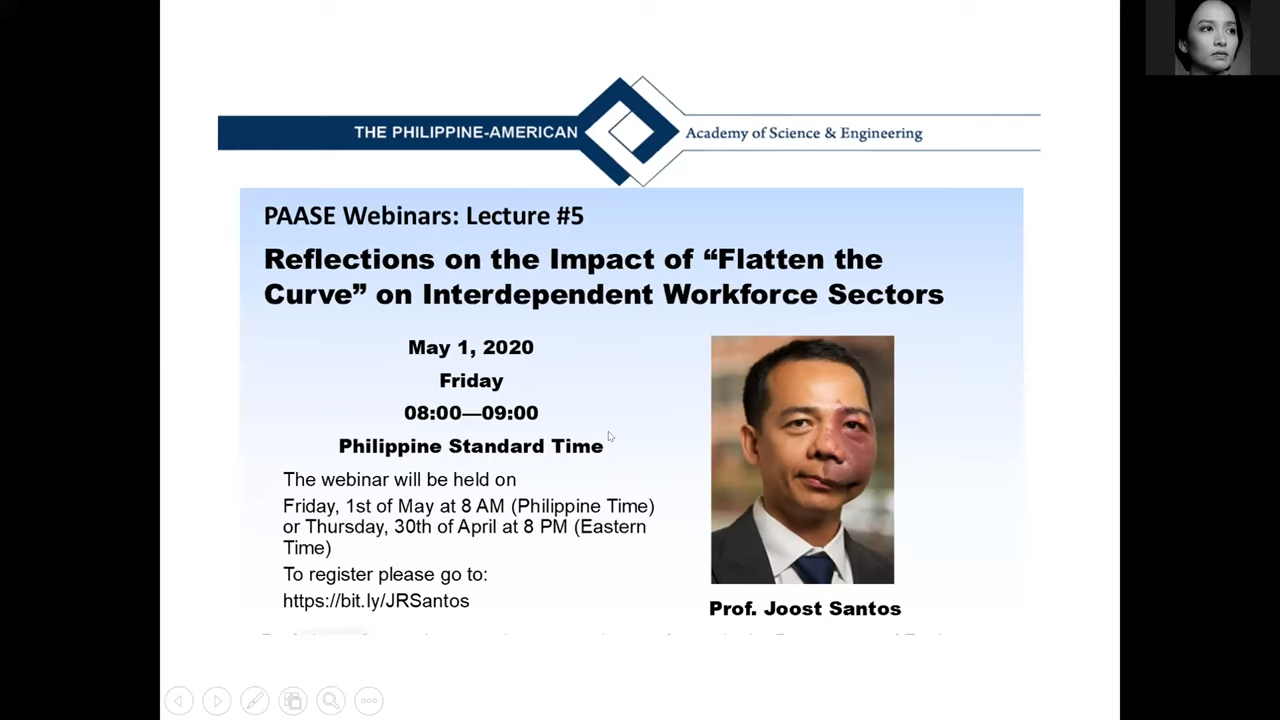 THE PHILIPPINE-AMERICAN Academy of Science & Engineering
PAASE Webinars: Lecture #5
Reflections on the Impact of “Flatten the
Curve” on Interdependent Workforce Sectors
May 1, 2020
Friday
08:00—09:00
Philippine Standard Time
The webinar will be held on
Friday, 1st of May at 8 AM (Philippine Time)
or Thursday, 30th of April at 8 PM (Eastern
Time)
To register please go to:
https://bit.ly/JRSantos
Prof. Joost Santos